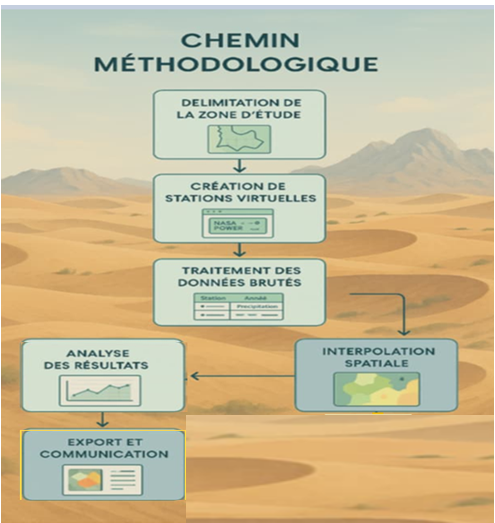 CHEMIN
MÉTHODOLOGIQUE
DELIMITATION DE
LA ZONE D'ÉTUDE
CRÉATION DE
STATIONS VIRTUELLES
NASA
POWER
TRAITEMENT DES
DONNÉES BRUTÉS
Station Année
Precipitation
INTERPOLATION
SPATIALE
ANALYSE
DES RÉSULTATS
EXPORT ET
COMMUNICATION